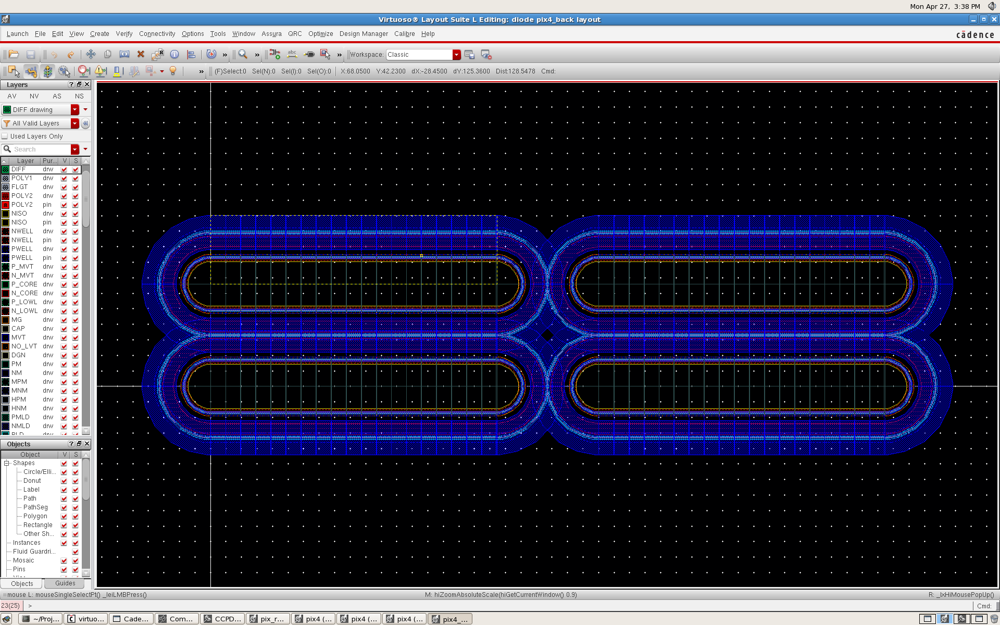 Mon Apr 27, 3:38 PM
Virtuoso® Layout Suite L Editing: diode pix4_back layout
Launch File Edit View Create Verify Connectivity Options Tools Window Assura QRC Optimize Design Manager Calibre Help
cādence
Workspace: Classic
(F)Select:0 Sel(N):0 Sel(I):0 Sel(O):0 X:68.0500 Y:42.2300 dX:-28.4500 dY:125.3600 Dist:128.5478 Cmd:
Layers
AV NV AS NS
DIFF drawing
All Valid Layers
Used Layers Only
Search
Layer Pur... V S
DIFF drw
POLY1 drw
FLGT drw
POLY2 drw
POLY2 pin
NISO drw
NISO pin
NWELL drw
NWELL pin
PWELL drw
PWELL pin
P_MVT drw
N_MVT drw
P_CORE drw
N_CORE drw
P_LOWL drw
N_LOWL drw
MG drw
CAP drw
MVT drw
NO_LVT drw
DGN drw
PM drw
NM drw
MPM drw
MNM drw
HPM drw
HNM drw
PMLD drw
NMLD drw
Objects
Object V S
Shapes
Circle/Elli...
Donut
Label
Path
PathSeg
Polygon
Rectangle
Other Sh...
Instances
Fluid Guardri...
Mosaic
Pins
Objects Guides
mouse L: mouseSingleSelectPt() _leiLMBPress() M: hiZoomAbsoluteScale(hiGetCurrentWindow() 0.9) R: _lxHiMousePopUp()
23(25) > Cmd:
~/Proj... virtuo... Cade... Com... CCPD... pix_r... pix4 (... pix4 (... pix4 (... pix4_...